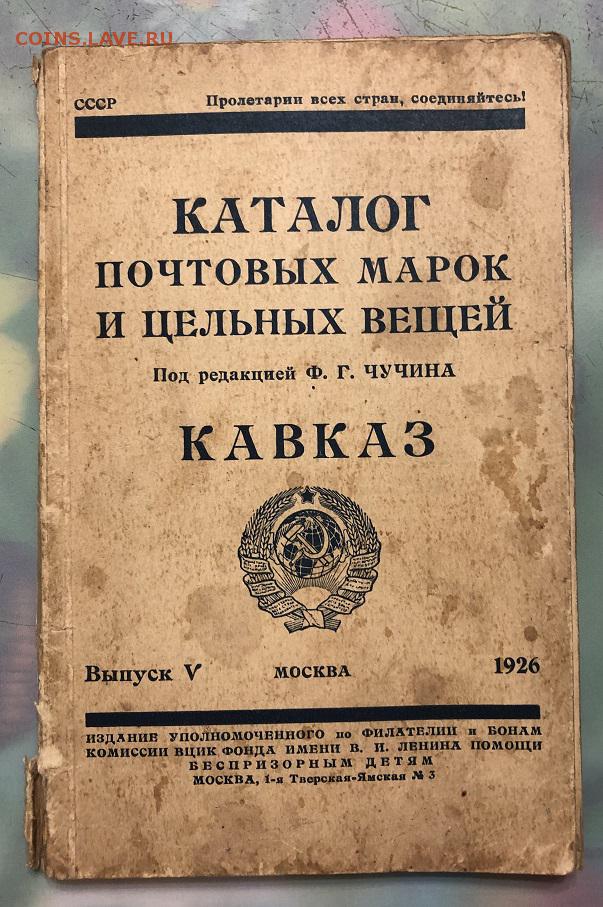 COINS.LAVE.RU
СССР Пролетарии всех стран, соединяйтесь!
КАТАЛОГ
ПОЧТОВЫХ МАРОК
И ЦЕЛЬНЫХ ВЕЩЕЙ
Под редакцией Ф. Г. ЧУЧИНА
КАВКАЗ
Выпуск V МОСКВА 1926
ИЗДАНИЕ УПОЛНОМОЧЕННОГО по ФИЛАТЕЛИИ и БОНАМ
КОМИССИИ ВЦИК ФОНДА ИМЕНИ В. И. ЛЕНИНА ПОМОЩИ
БЕСПРИЗОРНЫМ ДЕТЯМ
МОСКВА, 1-я Тверская-Ямская № 3